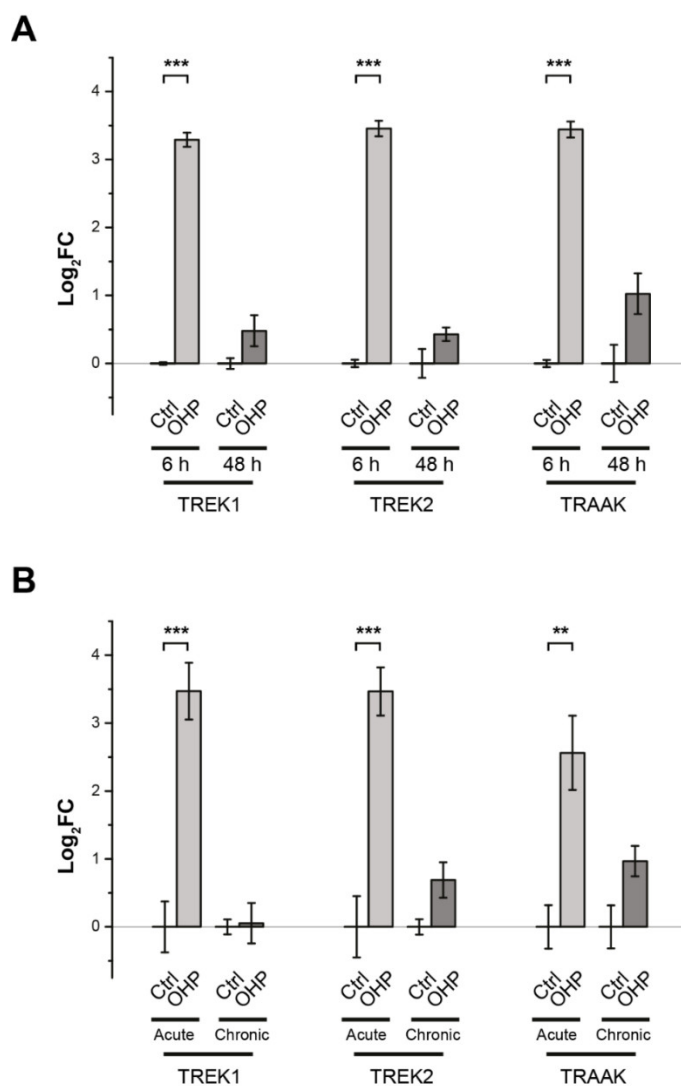 A
*** *** ***
4
3
2
1
0
Log₂FC
Ctrl OHP Ctrl OHP Ctrl OHP Ctrl OHP Ctrl OHP Ctrl OHP
6 h 48 h 6 h 48 h 6 h 48 h
TREK1 TREK2 TRAAK
B
*** *** **
4
3
2
1
0
Log₂FC
Ctrl OHP Ctrl OHP Ctrl OHP Ctrl OHP Ctrl OHP Ctrl OHP
Acute Chronic Acute Chronic Acute Chronic
TREK1 TREK2 TRAAK